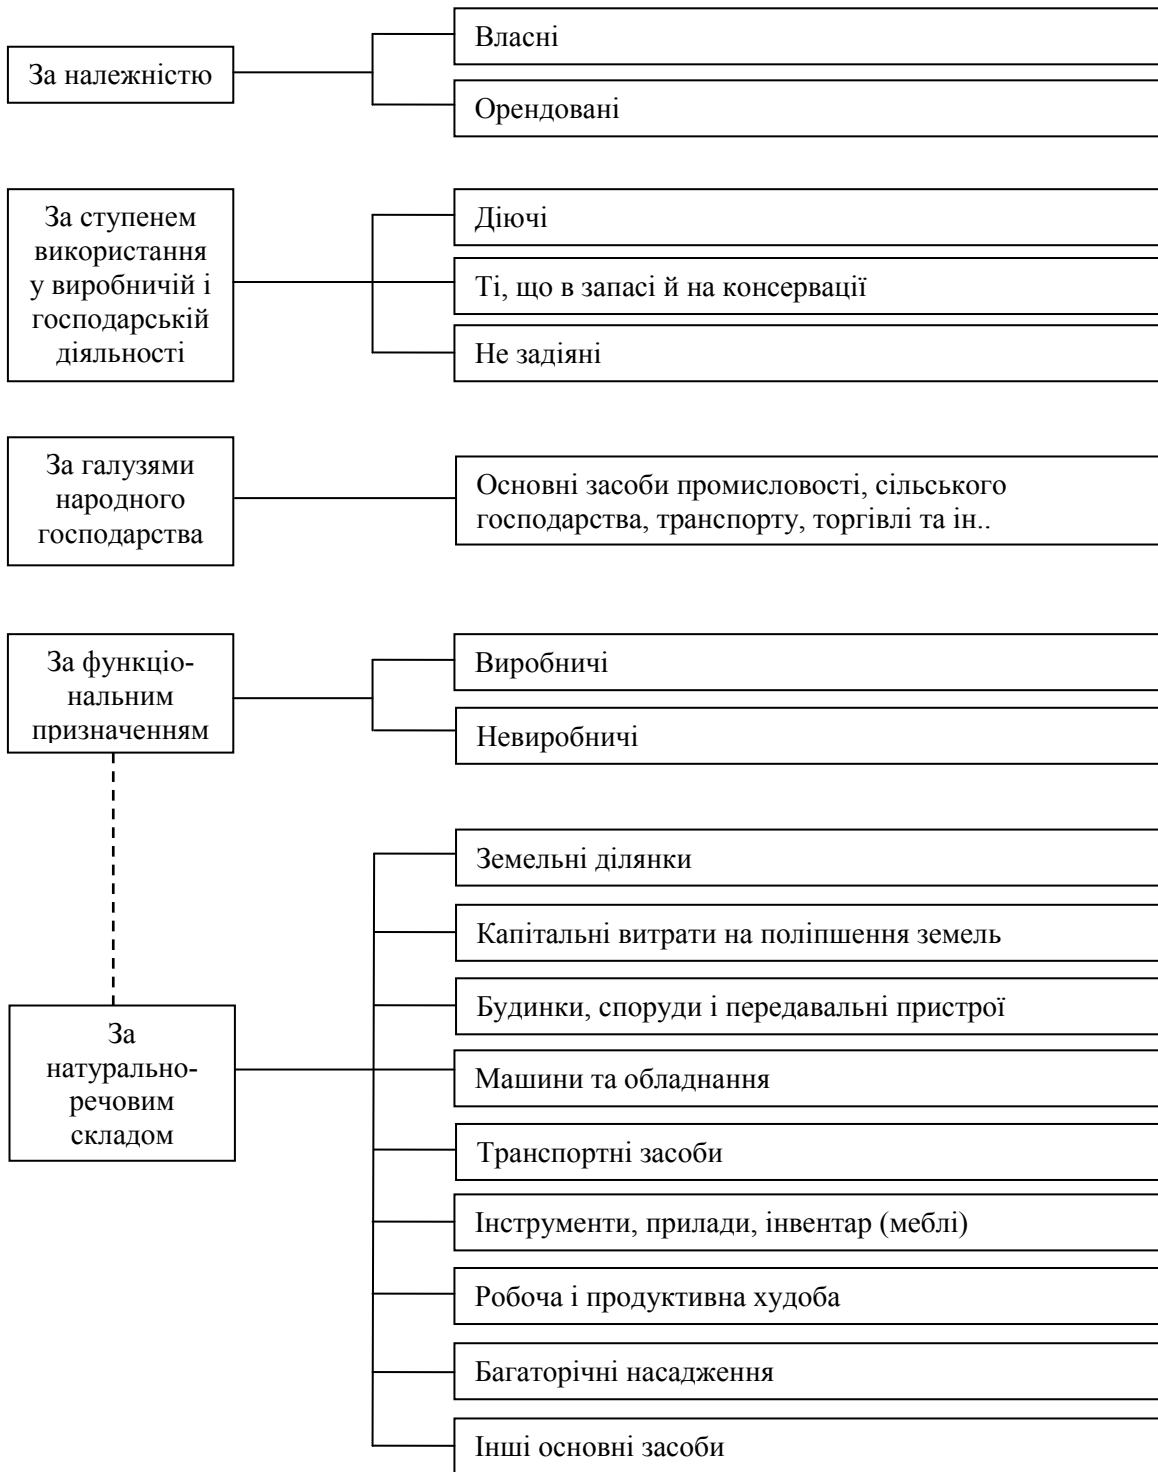 За належністю
Власні
Орендовані
За ступенем
використання
у виробничій і
господарській
діяльності
Діючі
Ті, що в запасі й на консервації
Не задіяні
За галузями
народного
господарства
Основні засоби промисловості, сільського
господарства, транспорту, торгівлі та ін..
За функціо-
нальним
призначенням
Виробничі
Невиробничі
За
натурально-
речовим
складом
Земельні ділянки
Капітальні витрати на поліпшення земель
Будинки, споруди і передавальні пристрої
Машини та обладнання
Транспортні засоби
Інструменти, прилади, інвентар (меблі)
Робоча і продуктивна худоба
Багаторічні насадження
Інші основні засоби